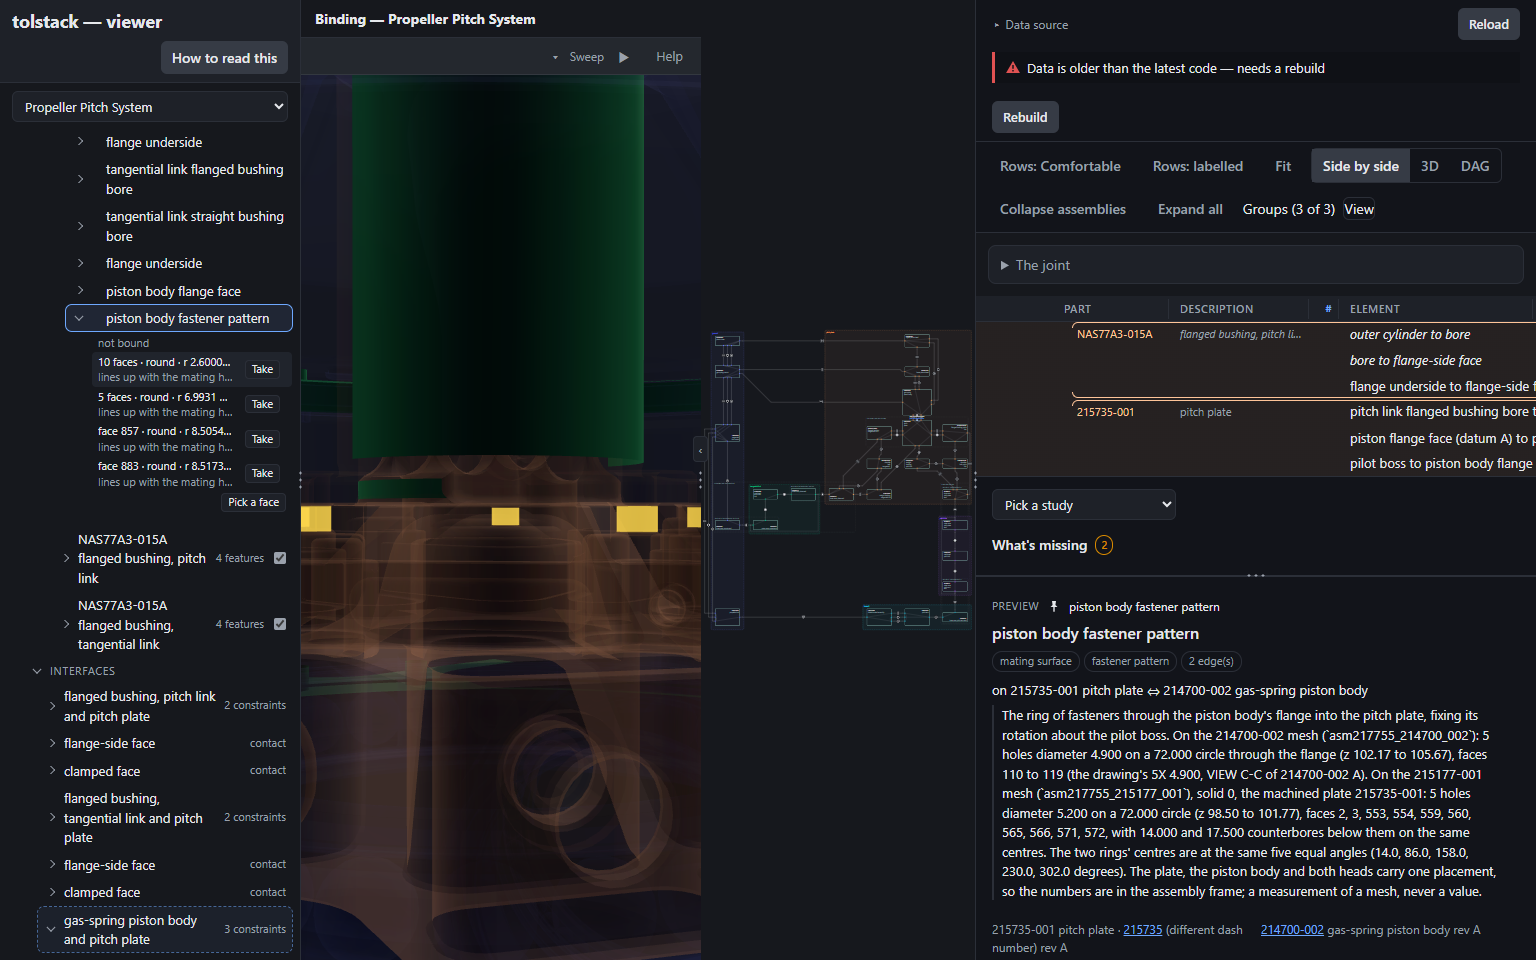 tolstack — viewer
How to read this
Propeller Pitch System
flange underside
tangential link flanged bushing
bore
tangential link straight bushing
bore
flange underside
piston body flange face
piston body fastener pattern
not bound
10 faces · round · r 2.6000...
lines up with the mating h...
Take
5 faces · round · r 6.9931 ...
lines up with the mating h...
Take
face 857 · round · r 8.5054...
lines up with the mating h...
Take
face 883 · round · r 8.5173...
lines up with the mating h...
Take
Pick a face
NAS77A3-015A
flanged bushing, pitch
link
4 features
NAS77A3-015A
flanged bushing,
tangential link
4 features
INTERFACES
flanged bushing, pitch link
and pitch plate
2 constraints
flange-side face
contact
clamped face
contact
flanged bushing,
tangential link and pitch
plate
2 constraints
flange-side face
contact
clamped face
contact
gas-spring piston body
and pitch plate
3 constraints
Binding — Propeller Pitch System
Sweep
Help
Data source
Reload
Data is older than the latest code — needs a rebuild
Rebuild
Rows: Comfortable
Rows: labelled
Fit
Side by side
3D
DAG
Collapse assemblies
Expand all
Groups (3 of 3)
View
The joint
PART
DESCRIPTION
#
ELEMENT
NAS77A3-015A
flanged bushing, pitch li...
outer cylinder to bore
bore to flange-side face
flange underside to flange-side f
215735-001
pitch plate
pitch link flanged bushing bore t
piston flange face (datum A) to p
pilot boss to piston body flange
Pick a study
What's missing
2
PREVIEW
piston body fastener pattern
piston body fastener pattern
mating surface
fastener pattern
2 edge(s)
on 215735-001 pitch plate ⇔ 214700-002 gas-spring piston body
The ring of fasteners through the piston body's flange into the pitch plate, fixing its
rotation about the pilot boss. On the 214700-002 mesh (`asm217755_214700_002`): 5
holes diameter 4.900 on a 72.000 circle through the flange (z 102.17 to 105.67), faces
110 to 119 (the drawing's 5X 4.900, VIEW C-C of 214700-002 A). On the 215177-001
mesh (`asm217755_215177_001`), solid 0, the machined plate 215735-001: 5 holes
diameter 5.200 on a 72.000 circle (z 98.50 to 101.77), faces 2, 3, 553, 554, 559, 560,
565, 566, 571, 572, with 14.000 and 17.500 counterbores below them on the same
centres. The two rings' centres are at the same five equal angles (14.0, 86.0, 158.0,
230.0, 302.0 degrees). The plate, the piston body and both heads carry one placement,
so the numbers are in the assembly frame; a measurement of a mesh, never a value.
215735-001 pitch plate · 215735 (different dash
number) rev A
214700-002 gas-spring piston body rev A